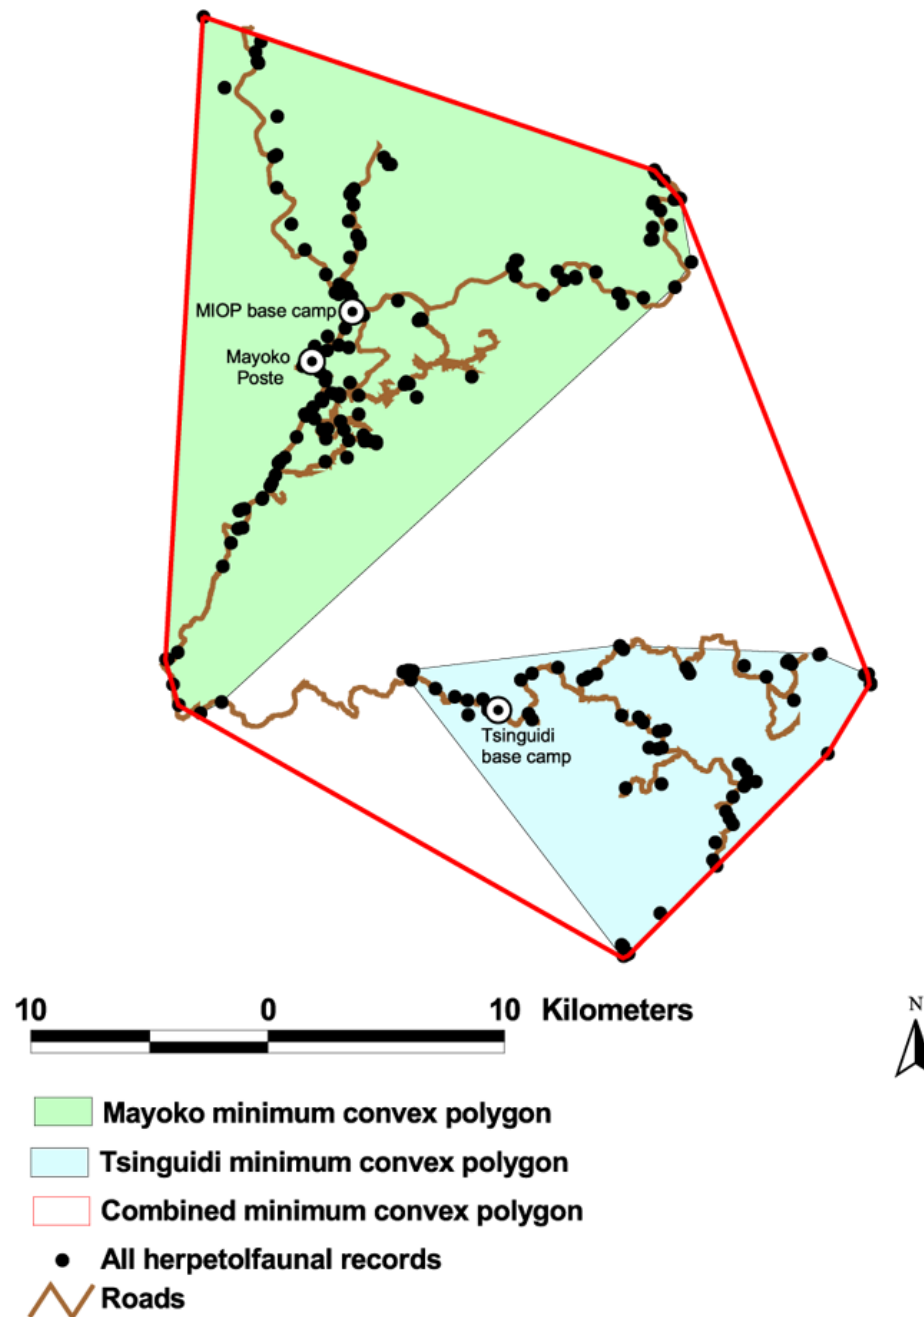 MIOP base camp
Mayoko
Poste
Tsinguidi
base camp
10 0 10 Kilometers
N
Mayoko minimum convex polygon
Tsinguidi minimum convex polygon
Combined minimum convex polygon
All herpetolfaunal records
Roads